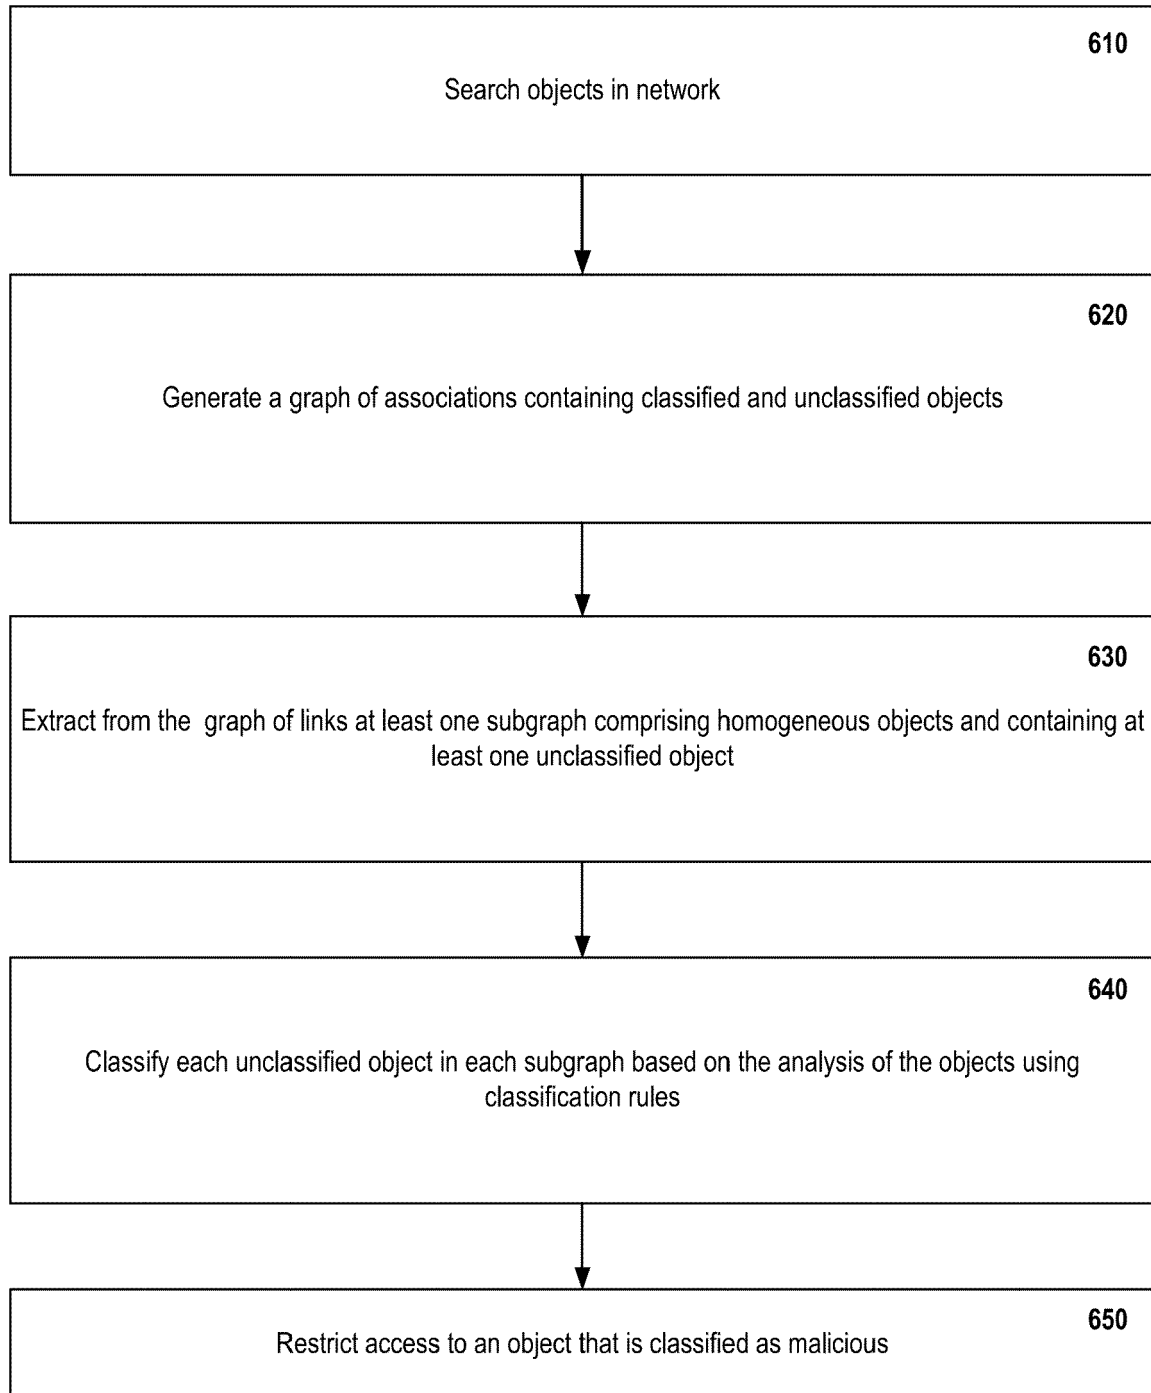 610
Search objects in network
620
Generate a graph of associations containing classified and unclassified objects
630
Extract from the graph of links at least one subgraph comprising homogeneous objects and containing at
least one unclassified object
640
Classify each unclassified object in each subgraph based on the analysis of the objects using
classification rules
650
Restrict access to an object that is classified as malicious